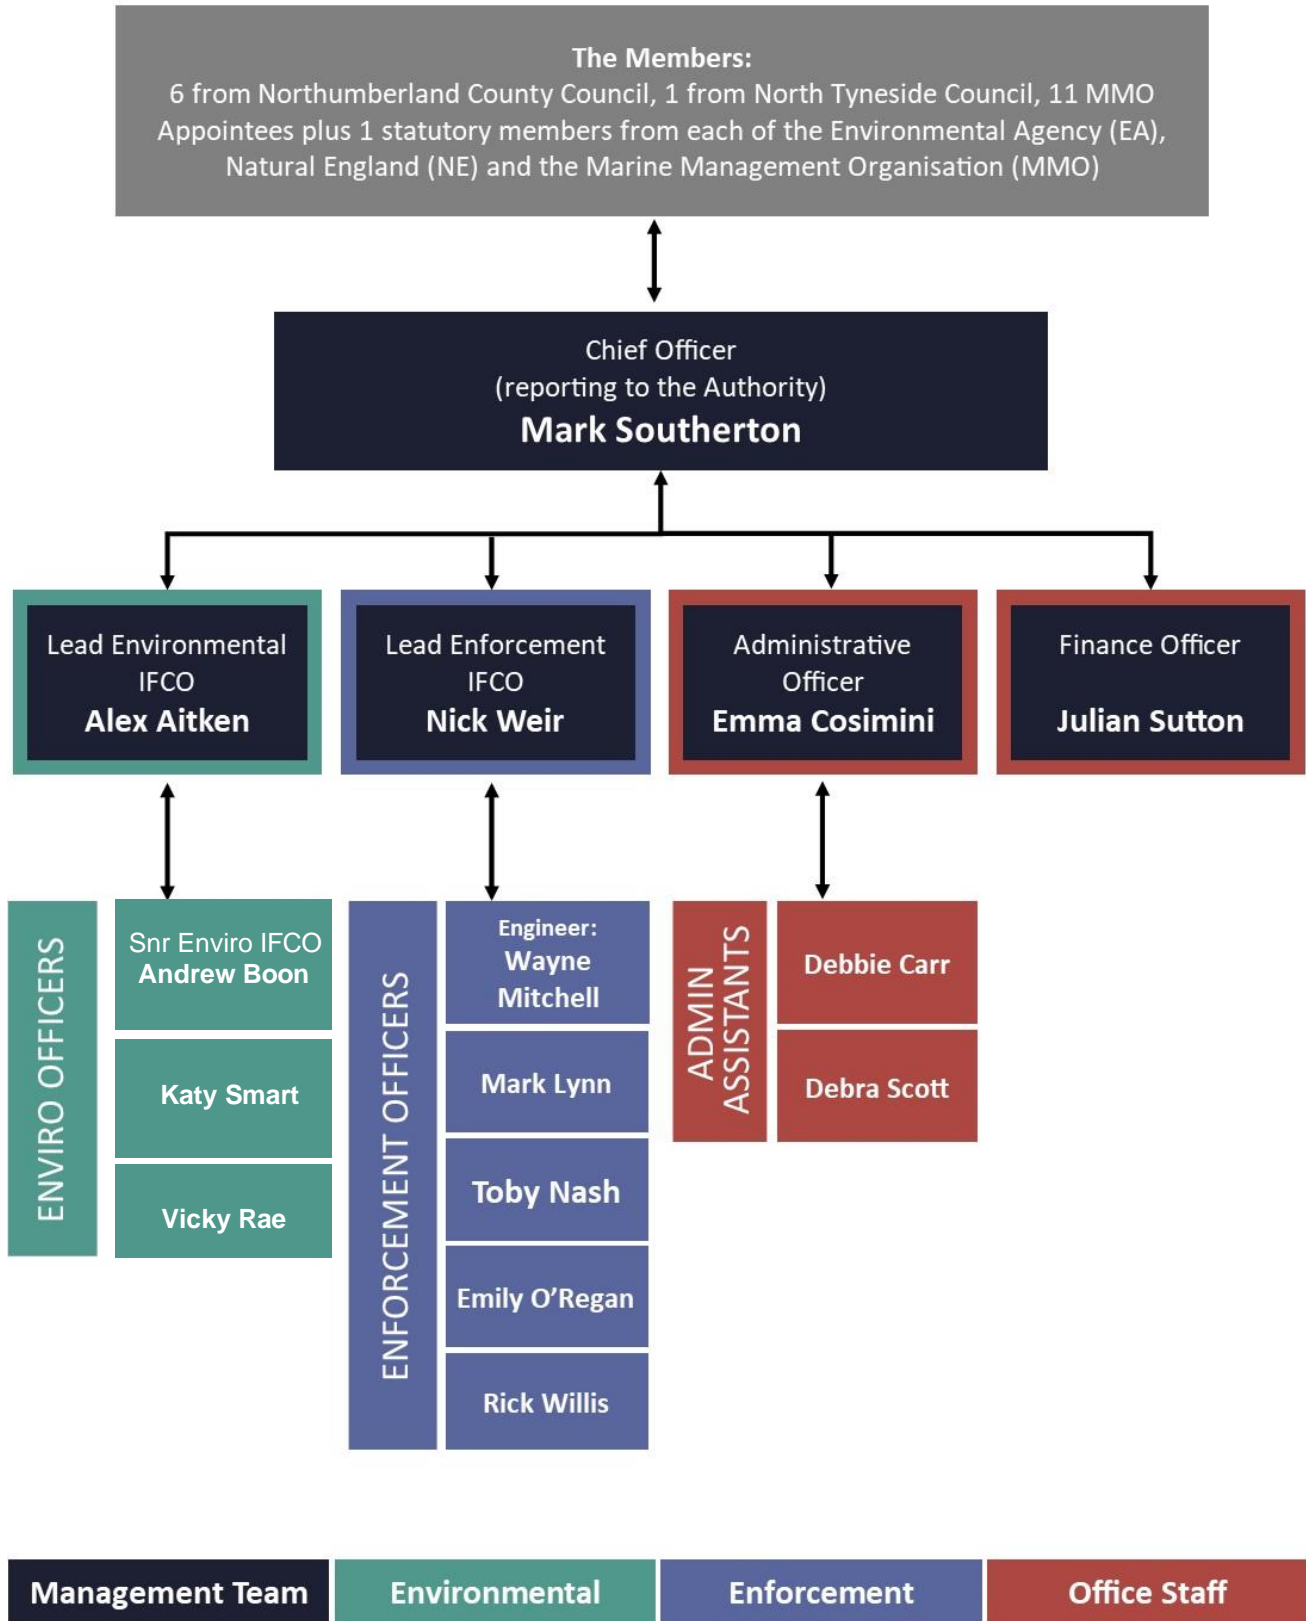 The Members:
6 from Northumberland County Council, 1 from North Tyneside Council, 11 MMO
Appointees plus 1 statutory members from each of the Environmental Agency (EA),
Natural England (NE) and the Marine Management Organisation (MMO)
Chief Officer
(reporting to the Authority)
Mark Southerton
Lead Environmental
IFCO
Alex Aitken
Lead Enforcement
IFCO
Nick Weir
Administrative
Officer
Emma Cosimini
Finance Officer
Julian Sutton
ENVIRO OFFICERS
Snr Enviro IFCO
Andrew Boon
Katy Smart
Vicky Rae
ENFORCEMENT OFFICERS
Engineer:
Wayne
Mitchell
Mark Lynn
Toby Nash
Emily O’Regan
Rick Willis
ADMIN
ASSISTANTS
Debbie Carr
Debra Scott
Management Team
Environmental
Enforcement
Office Staff